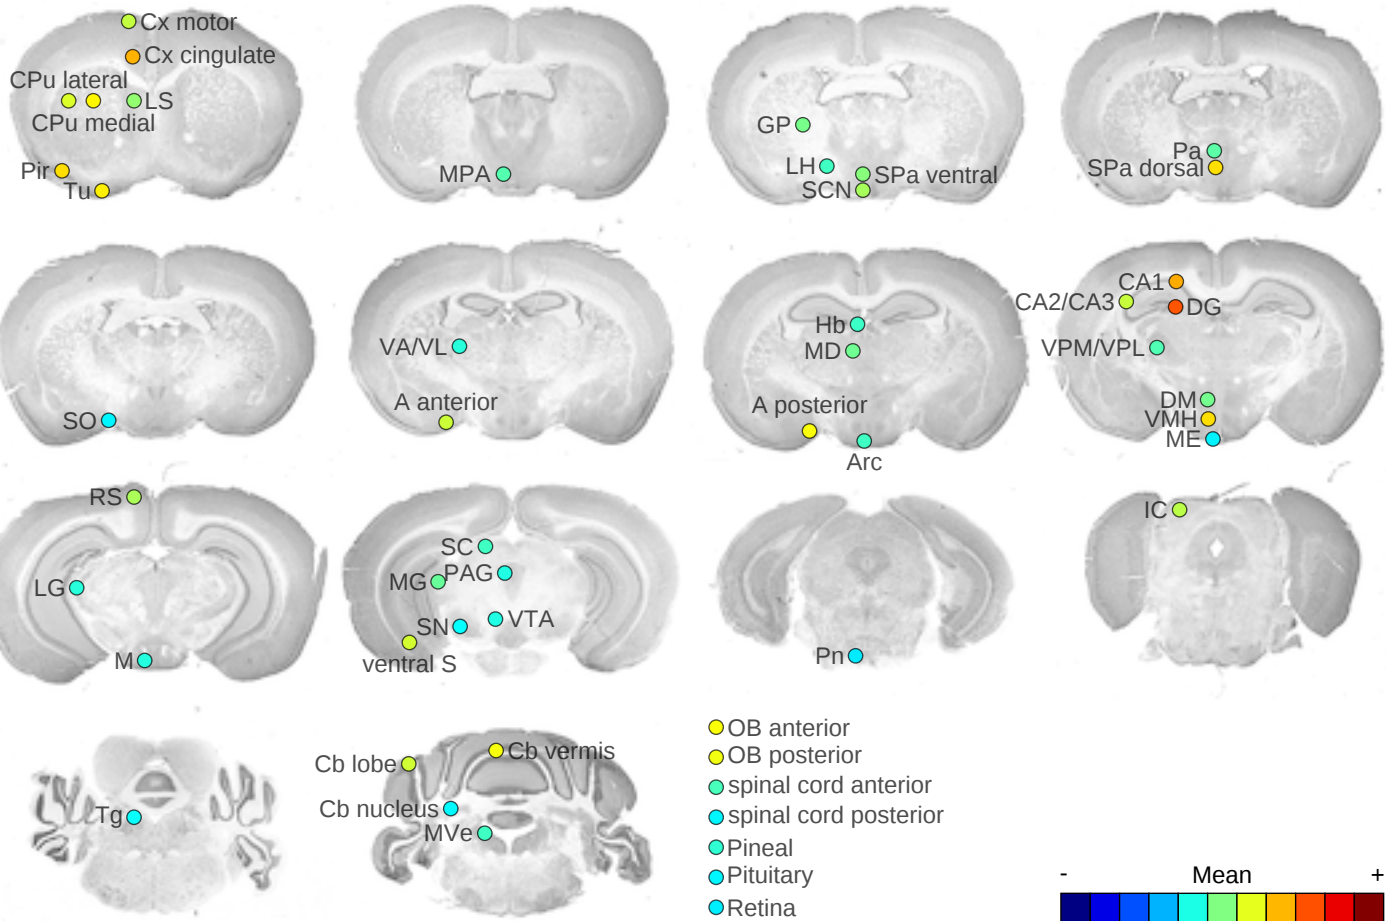 Cx motor
Cx cingulate
CPu lateral
LS
CPu medial
Pir
Tu
MPA
GP
LH
SPa ventral
SCN
Pa
SPa dorsal
SO
VA/VL
A anterior
Hb
MD
A posterior
Arc
CA1
CA2/CA3
DG
VPM/VPL
DM
VMH
ME
RS
LG
M
SC
PAG
MG
VTA
SN
ventral S
Pn
IC
Tg
Cb lobe
Cb vermis
Cb nucleus
MVe
OB anterior
OB posterior
spinal cord anterior
spinal cord posterior
Pineal
Pituitary
Retina
- Mean +